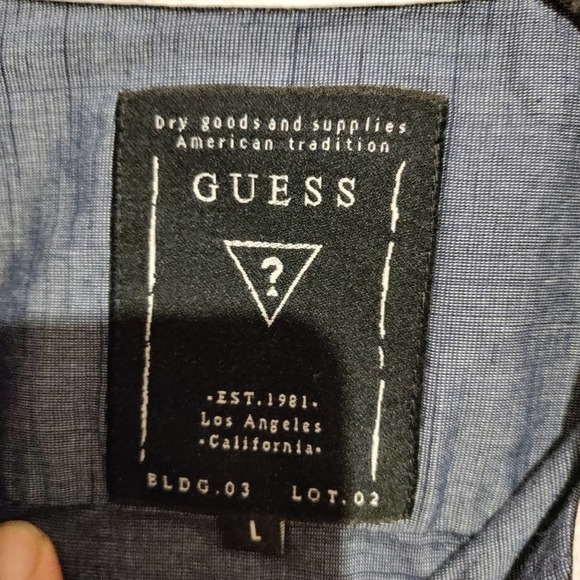 Dry goods and supplies
American tradition
GUESS
?
·EST.1981·
Los Angeles
·California·
BLDG.03 LOT.02
L